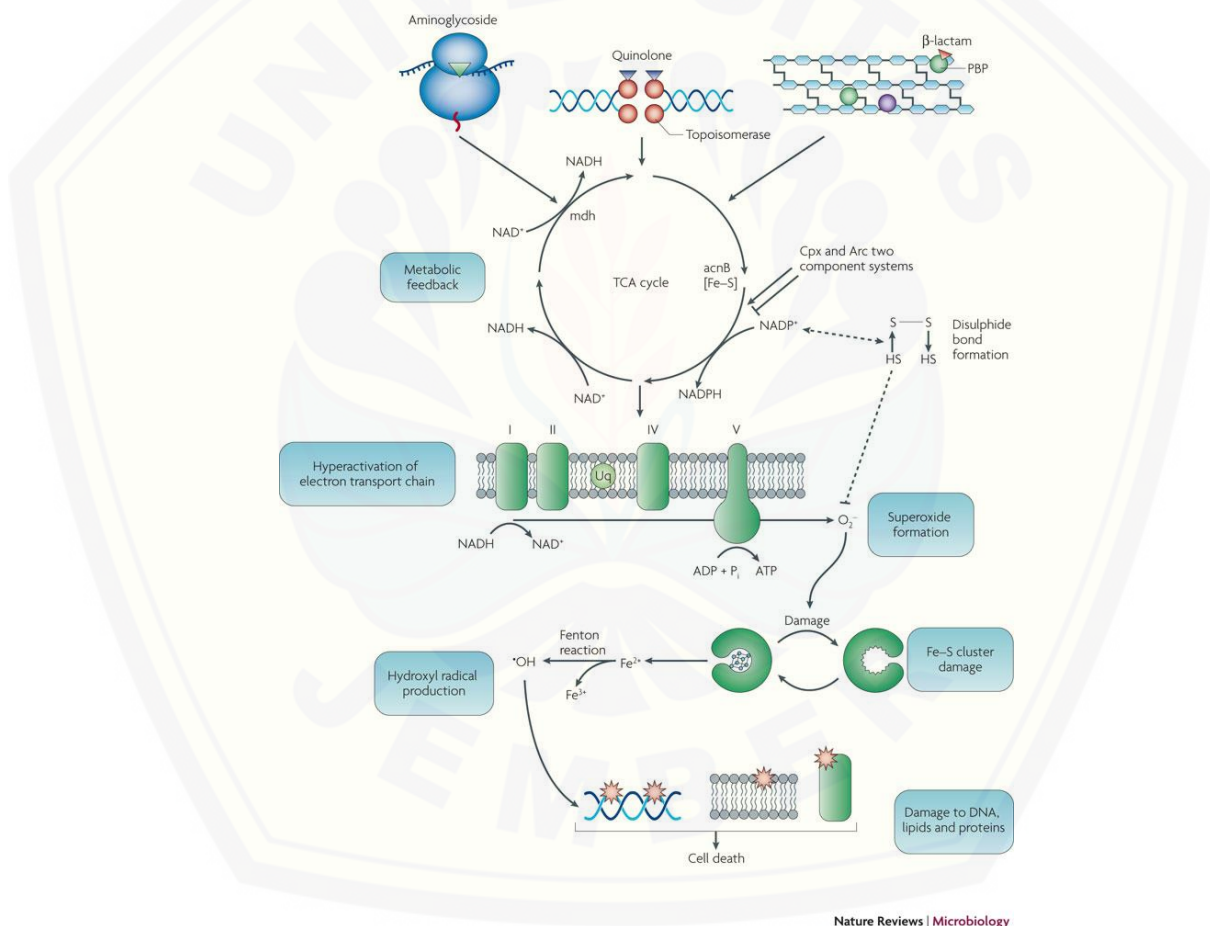 Aminoglycoside
Quinolone
β-lactam
PBP
Topoisomerase
NADH
mdh
NAD⁺
Metabolic
feedback
TCA cycle
acnB
[Fe–S]
Cpx and Arc two
component systems
NADP⁺
S S
HS HS
Disulphide
bond
formation
NADH
NAD⁺
NADPH
I II IV V
Uq
Hyperactivation of
electron transport chain
NADH NAD⁺
ADP + Pᵢ ATP
O₂⁻
Superoxide
formation
Damage
Fe–S cluster
damage
Fenton
reaction
•OH
Fe²⁺
Fe³⁺
Hydroxyl radical
production
Damage to DNA,
lipids and proteins
Cell death
UNIVERSITAS
JEMBER
Nature Reviews | Microbiology